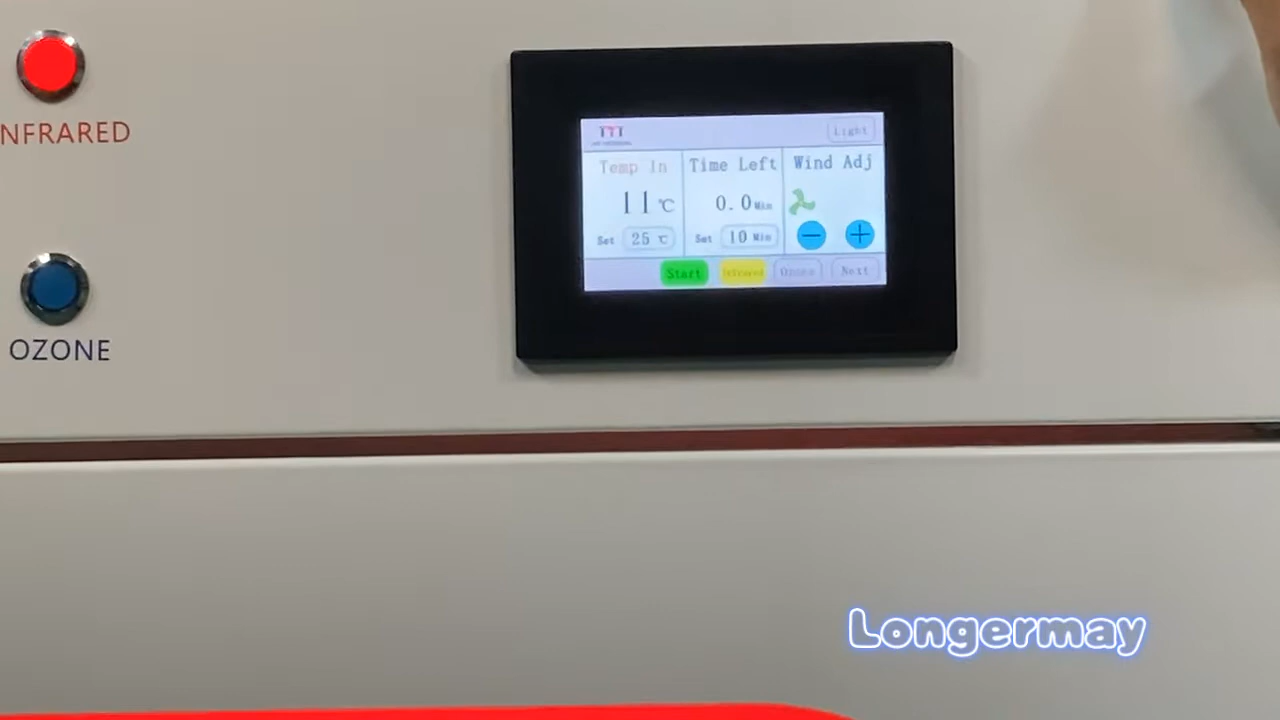 NFRARED
OZONE
Light
Temp In
Time Left
Wind Adj
11 ℃
0.0 Min
Set 25 ℃
Set 10 Min
Start
Infrared
Ozone
Next
Longermay